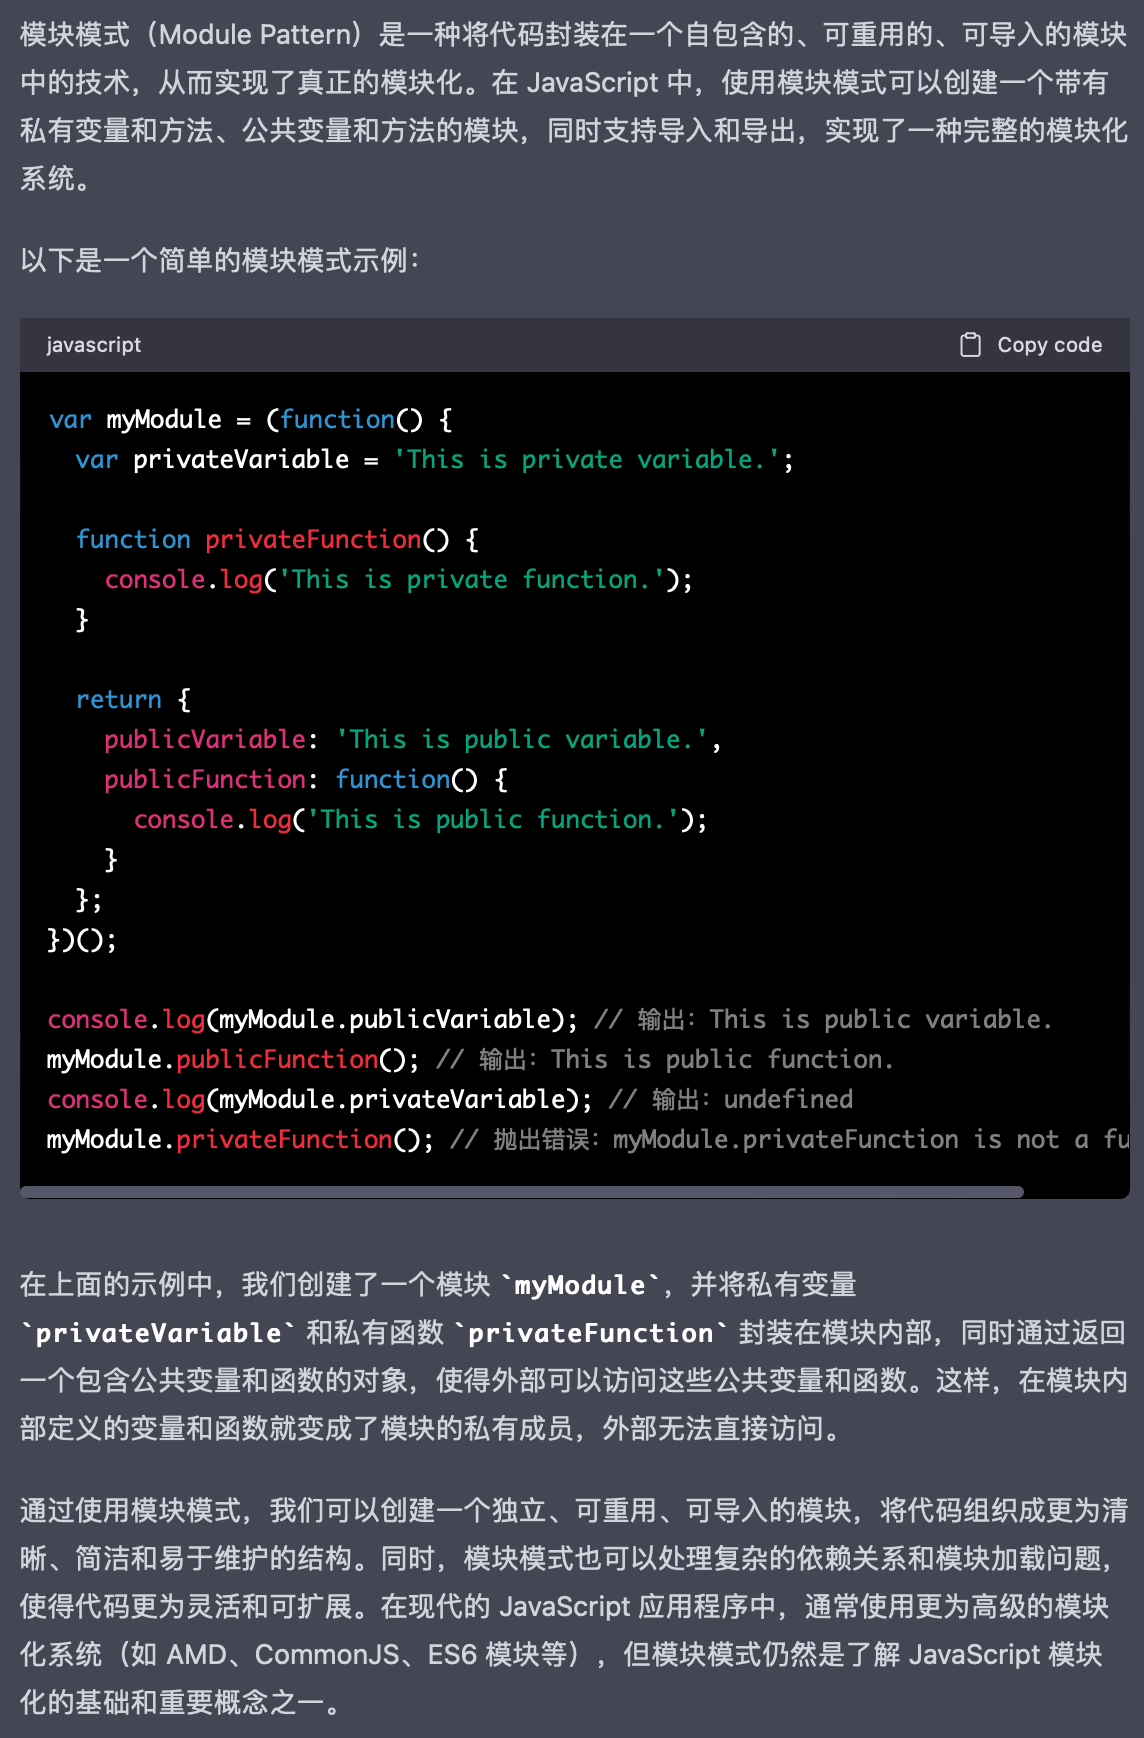 模块模式（Module Pattern）是一种将代码封装在一个自包含的、可重用的、可导入的模块
中的技术，从而实现了真正的模块化。在 JavaScript 中，使用模块模式可以创建一个带有
私有变量和方法、公共变量和方法的模块，同时支持导入和导出，实现了一种完整的模块化
系统。
以下是一个简单的模块模式示例：
javascript Copy code
var myModule = (function() {
  var privateVariable = 'This is private variable.';
  function privateFunction() {
    console.log('This is private function.');
  }
  return {
    publicVariable: 'This is public variable.',
    publicFunction: function() {
      console.log('This is public function.');
    }
  };
})();
console.log(myModule.publicVariable); // 输出：This is public variable.
myModule.publicFunction(); // 输出：This is public function.
console.log(myModule.privateVariable); // 输出：undefined
myModule.privateFunction(); // 抛出错误：myModule.privateFunction is not a fu
在上面的示例中，我们创建了一个模块 `myModule`，并将私有变量
`privateVariable` 和私有函数 `privateFunction` 封装在模块内部，同时通过返回
一个包含公共变量和函数的对象，使得外部可以访问这些公共变量和函数。这样，在模块内
部定义的变量和函数就变成了模块的私有成员，外部无法直接访问。
通过使用模块模式，我们可以创建一个独立、可重用、可导入的模块，将代码组织成更为清
晰、简洁和易于维护的结构。同时，模块模式也可以处理复杂的依赖关系和模块加载问题，
使得代码更为灵活和可扩展。在现代的 JavaScript 应用程序中，通常使用更为高级的模块
化系统（如 AMD、CommonJS、ES6 模块等），但模块模式仍然是了解 JavaScript 模块
化的基础和重要概念之一。